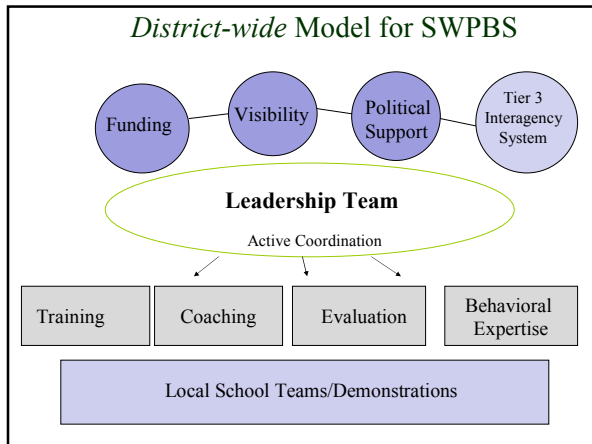 District-wide Model for SWPBS
Funding
Visibility
Political
Support
Tier 3
Interagency
System
Leadership Team
Active Coordination
Training
Coaching
Evaluation
Behavioral
Expertise
Local School Teams/Demonstrations